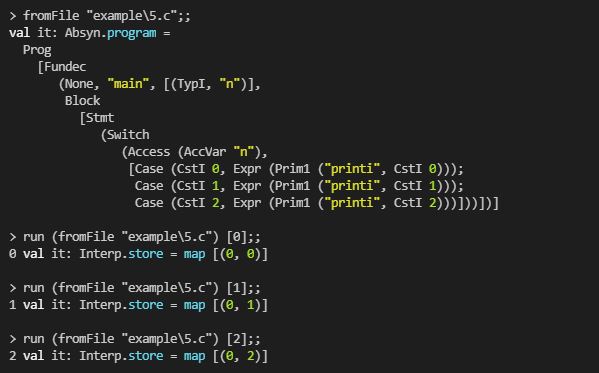 > fromFile "example\5.c";;
val it: Absyn.program =
  Prog
    [Fundec
       (None, "main", [(TypI, "n")],
        Block
          [Stmt
             (Switch
                (Access (AccVar "n"),
                 [Case (CstI 0, Expr (Prim1 ("printi", CstI 0)));
                  Case (CstI 1, Expr (Prim1 ("printi", CstI 1)));
                  Case (CstI 2, Expr (Prim1 ("printi", CstI 2)))]))])]
> run (fromFile "example\5.c") [0];;
0 val it: Interp.store = map [(0, 0)]
> run (fromFile "example\5.c") [1];;
1 val it: Interp.store = map [(0, 1)]
> run (fromFile "example\5.c") [2];;
2 val it: Interp.store = map [(0, 2)]